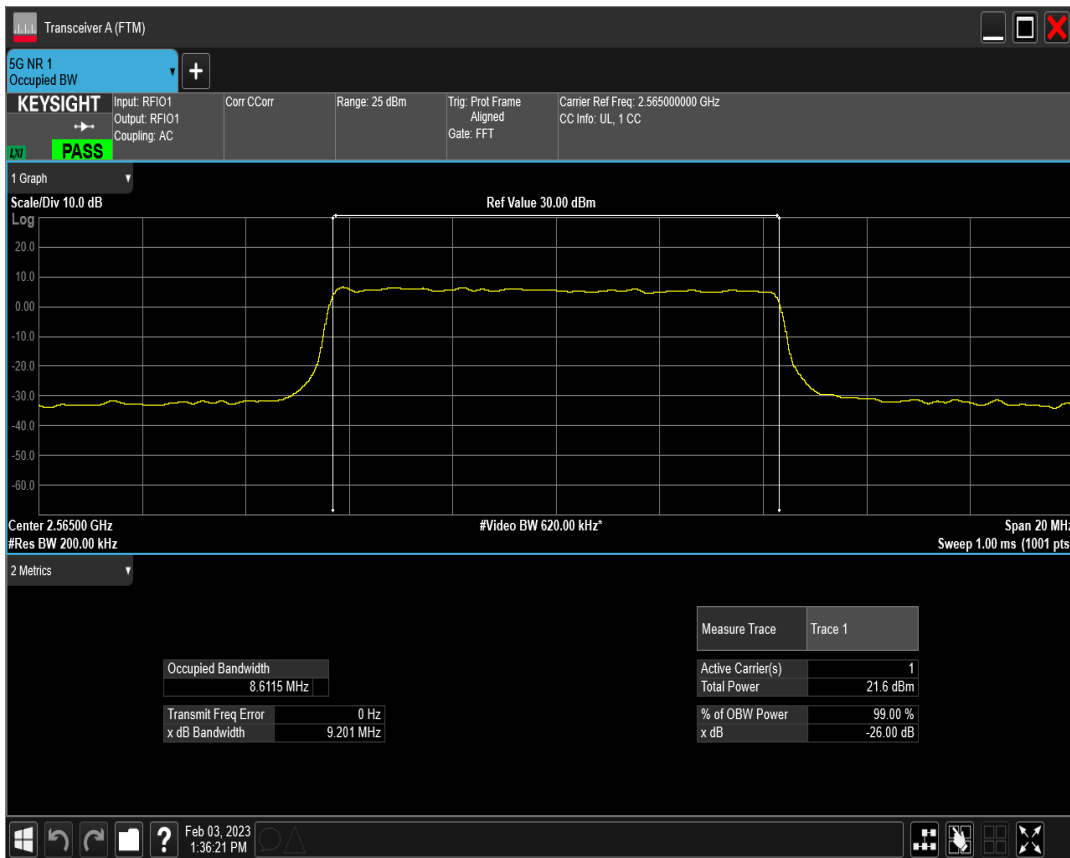 Transceiver A (FTM)
5G NR 1
Occupied BW
+
KEYSIGHT
LXI
PASS
Input: RFIO1
Output: RFIO1
Coupling: AC
Corr CCorr
Range: 25 dBm
Trig: Prot Frame
Aligned
Gate: FFT
Carrier Ref Freq: 2.565000000 GHz
CC Info: UL, 1 CC
1 Graph
Scale/Div 10.0 dB
Ref Value 30.00 dBm
Log
20.0
10.0
0.00
-10.0
-20.0
-30.0
-40.0
-50.0
-60.0
Center 2.56500 GHz
#Video BW 620.00 kHz*
Span 20 MHz
#Res BW 200.00 kHz
Sweep 1.00 ms (1001 pts
2 Metrics
Measure Trace Trace 1
Occupied Bandwidth
8.6115 MHz
Active Carrier(s) 1
Total Power 21.6 dBm
Transmit Freq Error 0 Hz
x dB Bandwidth 9.201 MHz
% of OBW Power 99.00 %
x dB -26.00 dB
?
Feb 03, 2023
1:36:21 PM